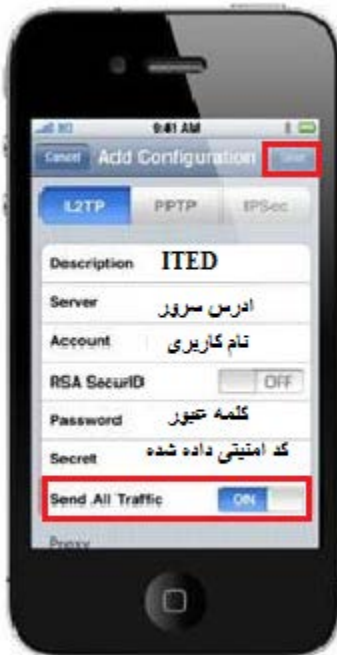 9:41 AM
Cancel Add Configuration Save
L2TP PPTP IPSec
Description ITED
Server ادرس سرور
Account نام کاربری
RSA SecurID OFF
Password کلمه عبور
Secret کد امنیتی داده شده
Send All Traffic ON
Proxy